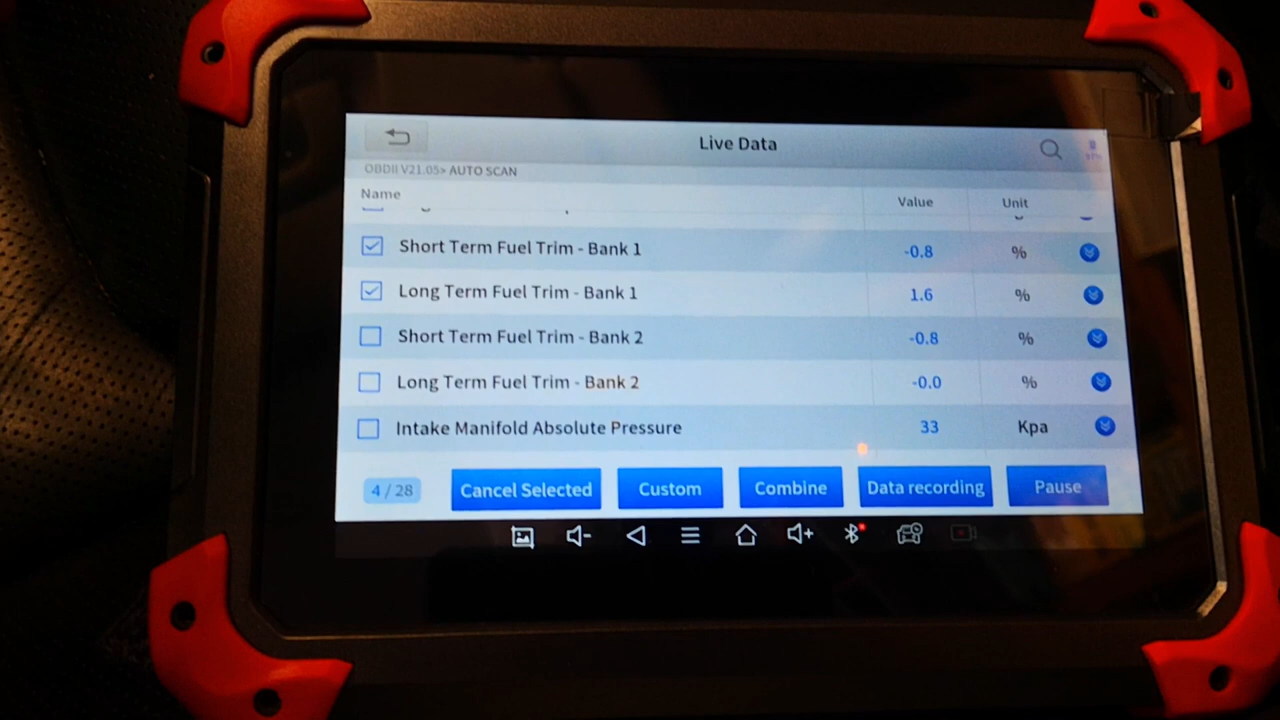 Live Data
OBDII V21.05> AUTO SCAN
Name Value Unit
Short Term Fuel Trim - Bank 1 -0.8 %
Long Term Fuel Trim - Bank 1 1.6 %
Short Term Fuel Trim - Bank 2 -0.8 %
Long Term Fuel Trim - Bank 2 -0.0 %
Intake Manifold Absolute Pressure 33 Kpa
4 / 28 Cancel Selected Custom Combine Data recording Pause